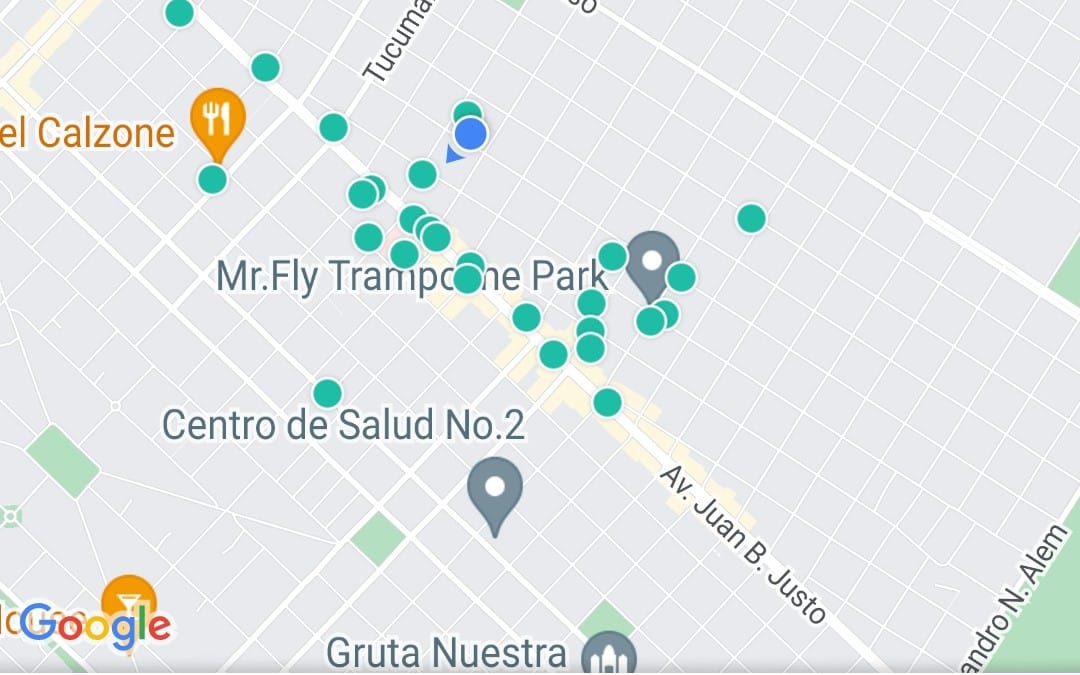 Tucuma
el Calzone
Mr.Fly Trampo ne Park
Centro de Salud No.2
Av. Juan B. Justo
andro N. Alem
Google
Gruta Nuestra